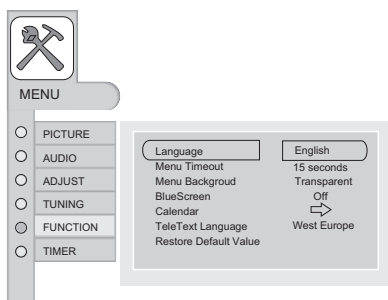 MENU
PICTURE
AUDIO
ADJUST
TUNING
FUNCTION
TIMER
Language English
Menu Timeout 15 seconds
Menu Backgroud Transparent
BlueScreen Off
Calendar
TeleText Language West Europe
Restore Default Value